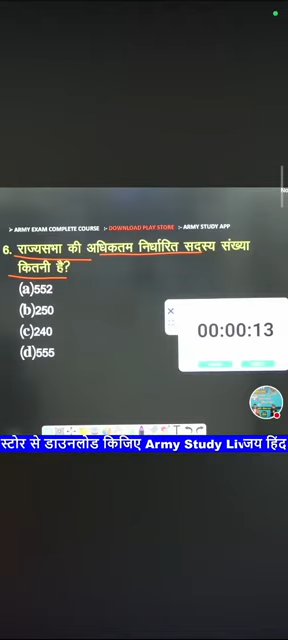 > ARMY EXAM COMPLETE COURSE :- DOWNLOAD PLAY STORE :- ARMY STUDY APP
6. राज्यसभा की अधिकतम निर्धारित सदस्य संख्या
कितनी है?
(a)552
(b)250
(c)240
(d)555
00:00:13
स्टोर से डाउनलोड किजिए Army Study Liv जय हिंद